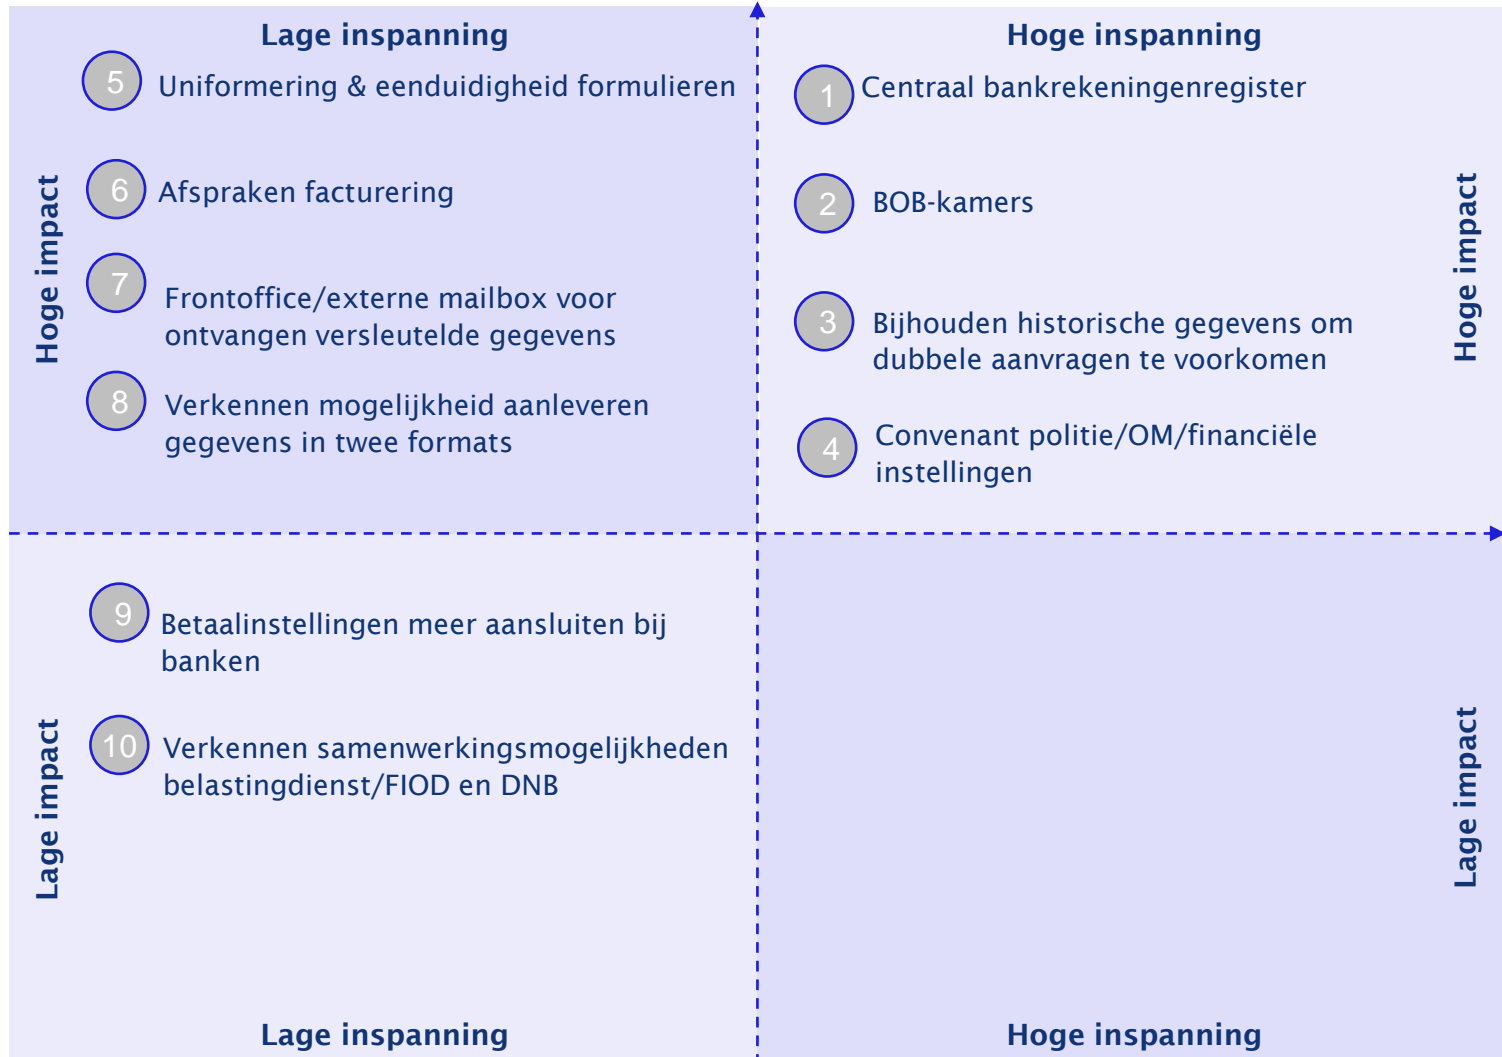 Lage inspanning
Hoge inspanning
5 Uniformering & eenduidigheid formulieren
6 Afspraken facturering
7 Frontoffice/externe mailbox voor
ontvangen versleutelde gegevens
8 Verkennen mogelijkheid aanleveren
gegevens in twee formats
Hoge impact
1 Centraal bankrekeningenregister
2 BOB-kamers
3 Bijhouden historische gegevens om
dubbele aanvragen te voorkomen
4 Convenant politie/OM/financiële
instellingen
Hoge impact
9 Betaalinstellingen meer aansluiten bij
banken
10 Verkennen samenwerkingsmogelijkheden
belastingdienst/FIOD en DNB
Lage impact
Lage impact
Lage inspanning
Hoge inspanning